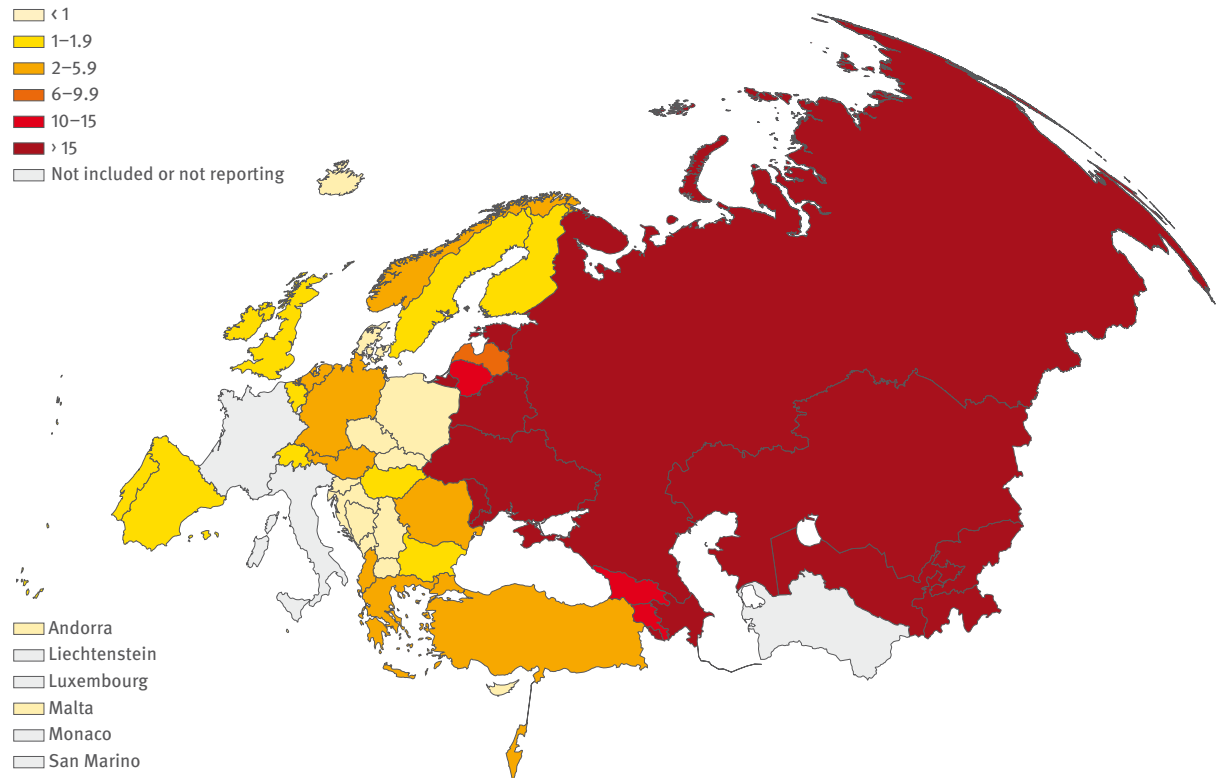 ‹ 1
1–1.9
2–5.9
6–9.9
10–15
› 15
Not included or not reporting
Andorra
Liechtenstein
Luxembourg
Malta
Monaco
San Marino